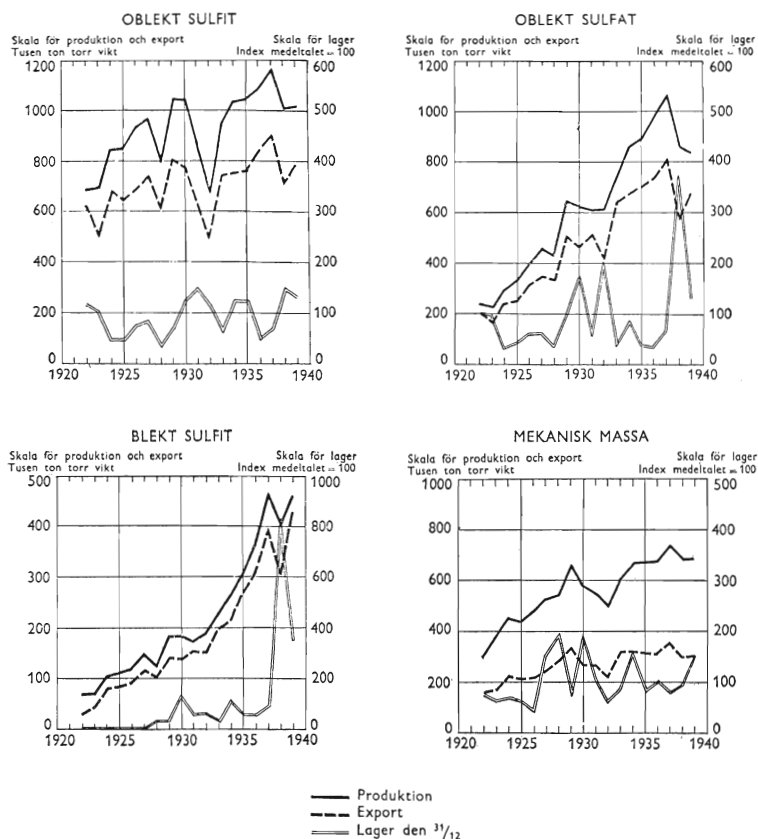 OBLEKT SULFIT
Skala för produktion och export
Tusen ton torr vikt
Skala för lager
Index medeltalet = 100
1200
1000
800
600
400
200
0
600
500
400
300
200
100
0
1920 1925 1930 1935 1940
OBLEKT SULFAT
Skala för produktion och export
Tusen ton torr vikt
Skala för lager
Index medeltalet = 100
1200
1000
800
600
400
200
0
600
500
400
300
200
100
0
1920 1925 1930 1935 1940
BLEKT SULFIT
Skala för produktion och export
Tusen ton torr vikt
Skala för lager
Index medeltalet = 100
500
400
300
200
100
0
1000
800
600
400
200
0
1920 1925 1930 1935 1940
MEKANISK MASSA
Skala för produktion och export
Tusen ton torr vikt
Skala för lager
Index medeltalet = 100
1000
800
600
400
200
0
500
400
300
200
100
0
1920 1925 1930 1935 1940
Produktion
Export
Lager den 31/12